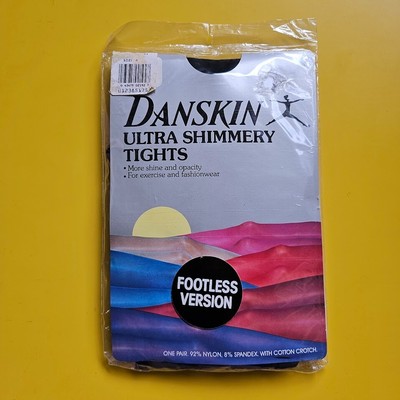 DANSKIN
ULTRA SHIMMERY
TIGHTS
• More shine and opacity
• For exercise and fashionwear
FOOTLESS
VERSION
ONE PAIR. 92% NYLON, 8% SPANDEX. WITH COTTON CROTCH.